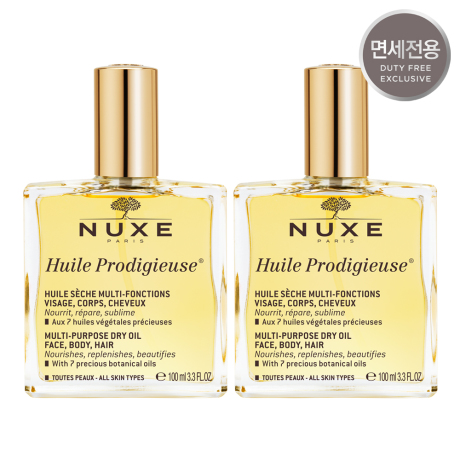 면세전용
DUTY FREE
EXCLUSIVE
NUXE
PARIS
Huile Prodigieuse®
HUILE SÈCHE MULTI-FONCTIONS
VISAGE, CORPS, CHEVEUX
Nourrit, répare, sublime
■ Aux 7 huiles végétales précieuses
MULTI-PURPOSE DRY OIL
FACE, BODY, HAIR
Nourishes, replenishes, beautifies
■ With 7 precious botanical oils
■ TOUTES PEAUX - ALL SKIN TYPES
℮ 100 ml 3.3 FL.OZ.
NUXE
PARIS
Huile Prodigieuse®
HUILE SÈCHE MULTI-FONCTIONS
VISAGE, CORPS, CHEVEUX
Nourrit, répare, sublime
■ Aux 7 huiles végétales précieuses
MULTI-PURPOSE DRY OIL
FACE, BODY, HAIR
Nourishes, replenishes, beautifies
■ With 7 precious botanical oils
■ TOUTES PEAUX - ALL SKIN TYPES
℮ 100 ml 3.3 FL.OZ.